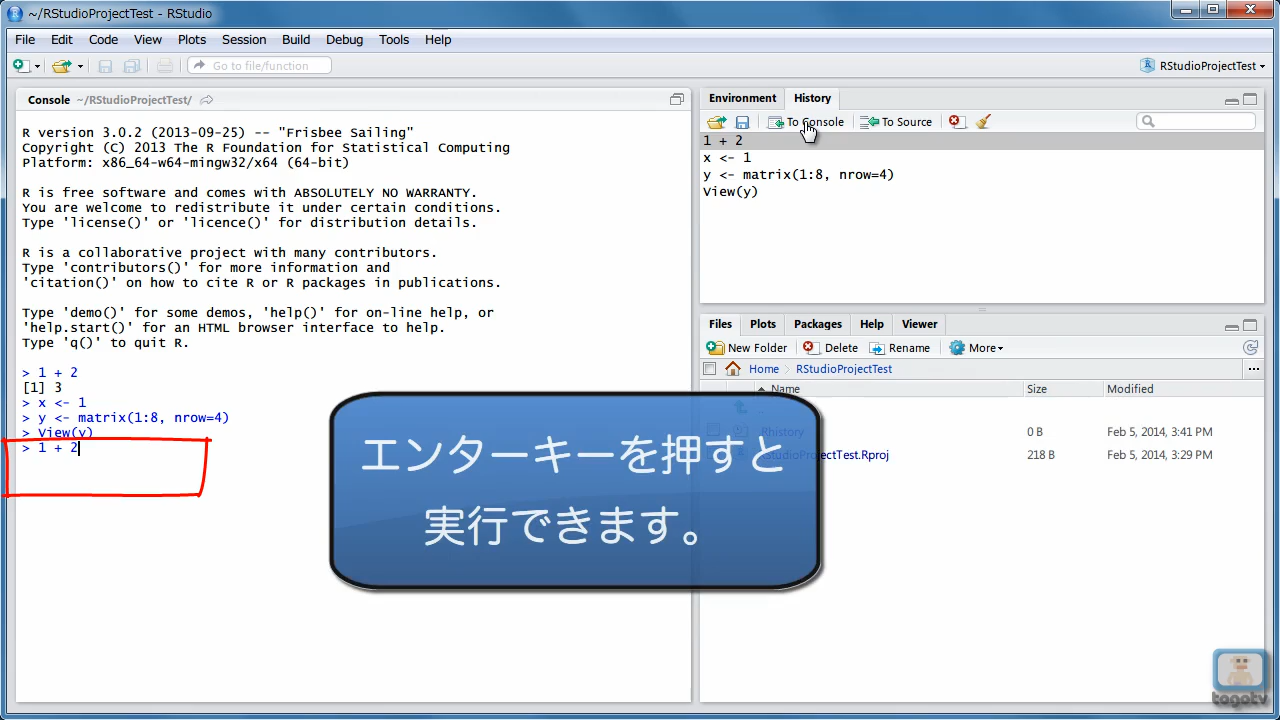 ~/RStudioProjectTest - RStudio
File Edit Code View Plots Session Build Debug Tools Help
Go to file/function
RStudioProjectTest
Console ~/RStudioProjectTest/
R version 3.0.2 (2013-09-25) -- "Frisbee Sailing"
Copyright (C) 2013 The R Foundation for Statistical Computing
Platform: x86_64-w64-mingw32/x64 (64-bit)
R is free software and comes with ABSOLUTELY NO WARRANTY.
You are welcome to redistribute it under certain conditions.
Type 'license()' or 'licence()' for distribution details.
R is a collaborative project with many contributors.
Type 'contributors()' for more information and
'citation()' on how to cite R or R packages in publications.
Type 'demo()' for some demos, 'help()' for on-line help, or
'help.start()' for an HTML browser interface to help.
Type 'q()' to quit R.
> 1 + 2
[1] 3
> x <- 1
> y <- matrix(1:8, nrow=4)
> View(y)
> 1 + 2
Environment History
To Console To Source
1 + 2
x <- 1
y <- matrix(1:8, nrow=4)
View(y)
Files Plots Packages Help Viewer
New Folder Delete Rename More
Home RStudioProjectTest
Name Size Modified
..
.Rhistory 0 B Feb 5, 2014, 3:41 PM
RStudioProjectTest.Rproj 218 B Feb 5, 2014, 3:29 PM
エンターキーを押すと
実行できます。
togotv